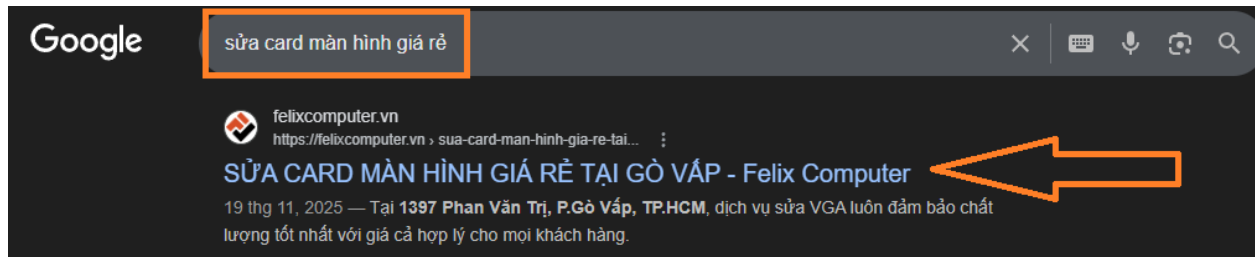 Google
sửa card màn hình giá rẻ
felixcomputer.vn
https://felixcomputer.vn › sua-card-man-hinh-gia-re-tai...
SỬA CARD MÀN HÌNH GIÁ RẺ TẠI GÒ VẤP - Felix Computer
19 thg 11, 2025 — Tại 1397 Phan Văn Trị, P.Gò Vấp, TP.HCM, dịch vụ sửa VGA luôn đảm bảo chất
lượng tốt nhất với giá cả hợp lý cho mọi khách hàng.